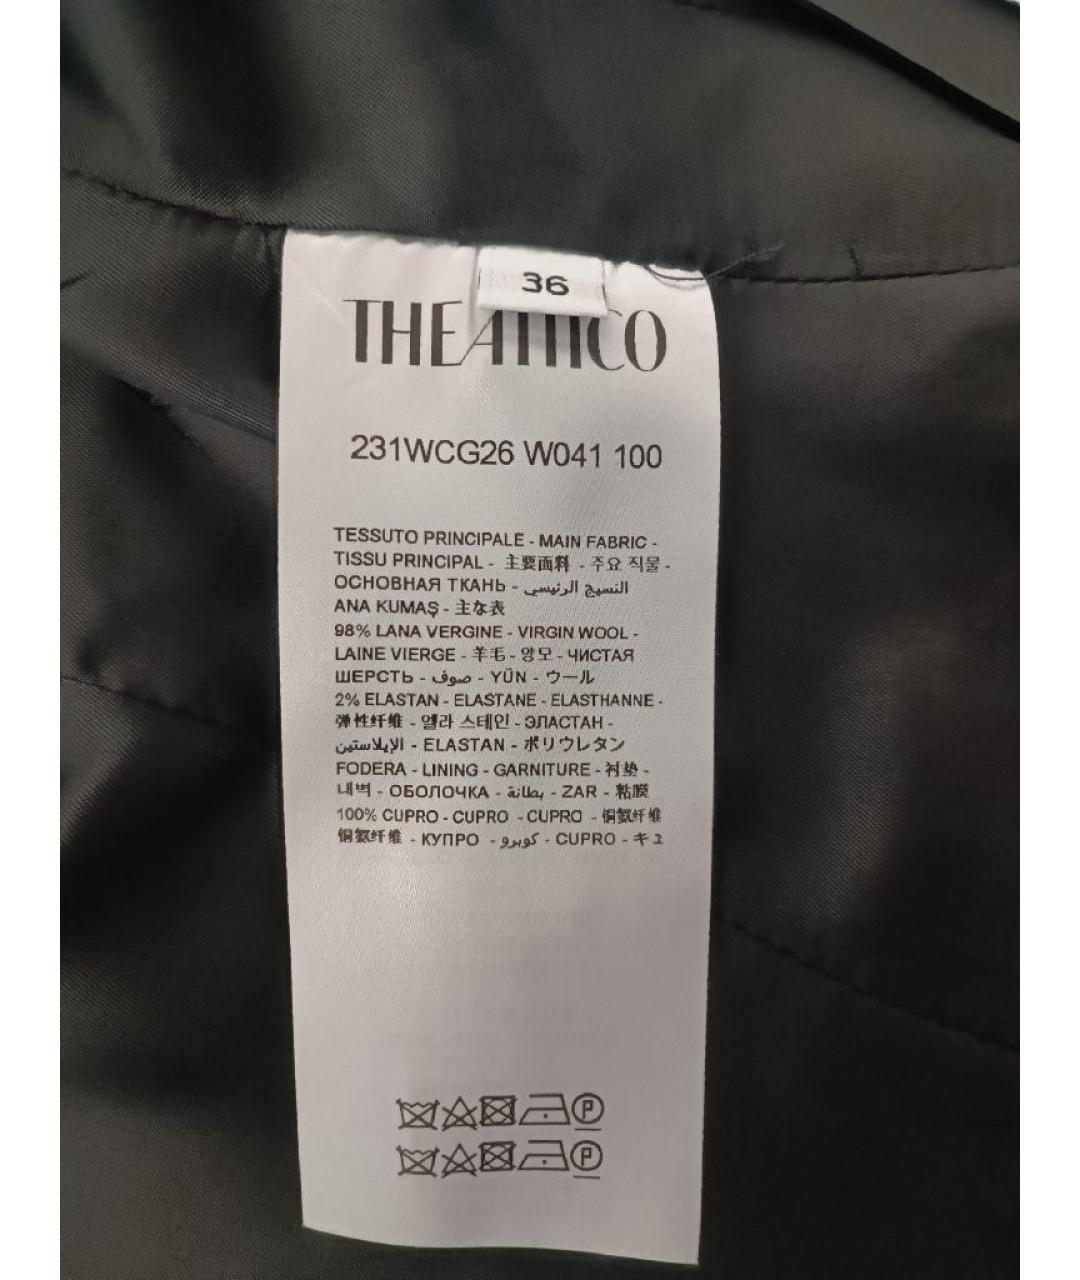 36
THE ATTICO
231WCG26 W041 100
TESSUTO PRINCIPALE - MAIN FABRIC -
TISSU PRINCIPAL - 主要面料 - 주요 직물 -
ОСНОВНАЯ ТКАНЬ - النسيج الرئيسي
ANA KUMAŞ - 主な表
98% LANA VERGINE - VIRGIN WOOL -
LAINE VIERGE - 羊毛 - 양모 - ЧИСТАЯ
ШЕРСТЬ - صوف - YÜN - ウール
2% ELASTAN - ELASTANE - ELASTHANNE -
弹性纤维 - 엘라 스테인 - ЭЛАСТАН -
الإيلاستين - ELASTAN - ポリウレタン
FODERA - LINING - GARNITURE - 衬垫 -
내벽 - ОБОЛОЧКА - بطانة - ZAR - 粘膜
100% CUPRO - CUPRO - CUPRO - 铜氨纤维
铜氨纤维 - КУПРО - كوبرو - CUPRO - キュ
P
P